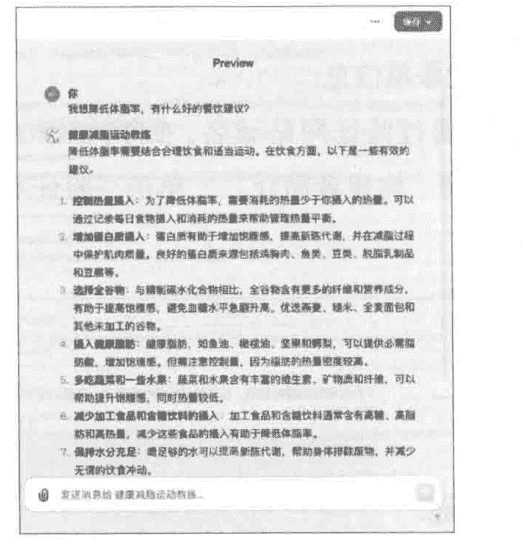 保存
Preview
你
我想降低体脂率，有什么好的餐饮建议？
健康减脂运动教练
降低体脂率需要结合合理饮食和适当运动。在饮食方面，以下是一些有效的
建议。
1. 控制热量摄入：为了降低体脂率，需要消耗的热量少于你摄入的热量。可以
通过记录每日食物摄入和消耗的热量来帮助管理热量平衡。
2. 增加蛋白质摄入：蛋白质有助于增加饱腹感、提高新陈代谢，并在减脂过程
中保护肌肉质量。良好的蛋白质来源包括鸡胸肉、鱼类、豆类、脱脂乳制品
和豆腐等。
3. 选择全谷物：与精制碳水化合物相比，全谷物含有更多的纤维和营养成分，
有助于提高饱腹感，避免血糖水平急剧升高。优选燕麦、糙米、全麦面包和
其他未加工的谷物。
4. 摄入健康脂肪：健康脂肪，如鱼油、橄榄油、坚果和鳄梨，可以提供必需脂
肪酸，增加饱腹感。但需注意控制量，因为脂肪的热量密度较高。
5. 多吃蔬菜和一些水果：蔬菜和水果含有丰富的维生素、矿物质和纤维，可以
帮助提升饱腹感，同时热量较低。
6. 减少加工食品和含糖饮料的摄入：加工食品和含糖饮料通常含有高糖、高脂
肪和高热量，减少这些食品的摄入有助于降低体脂率。
7. 保持水分充足：喝足够的水可以提高新陈代谢，帮助身体排除废物，并减少
无谓的饮食冲动。
发送消息给 健康减脂运动教练...